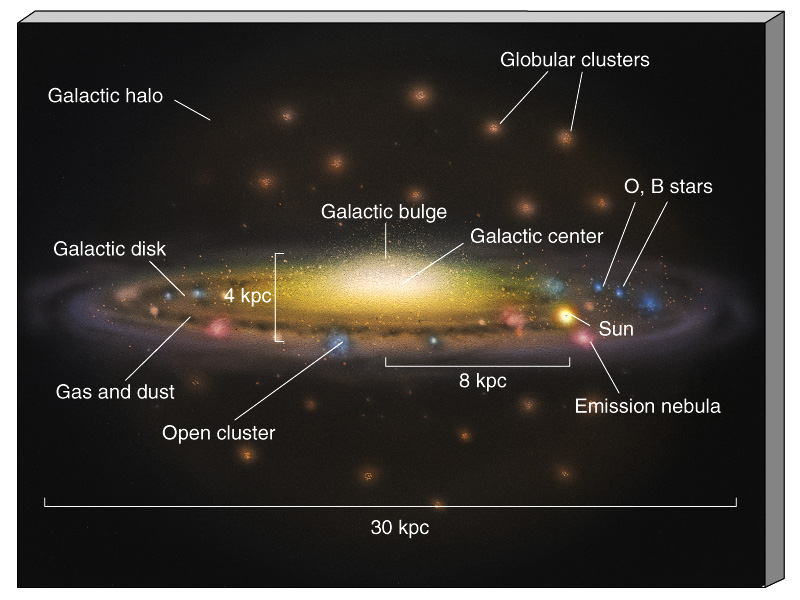 Globular clusters
Galactic halo
O, B stars
Galactic bulge
Galactic center
Galactic disk
4 kpc
Sun
8 kpc
Gas and dust
Emission nebula
Open cluster
30 kpc